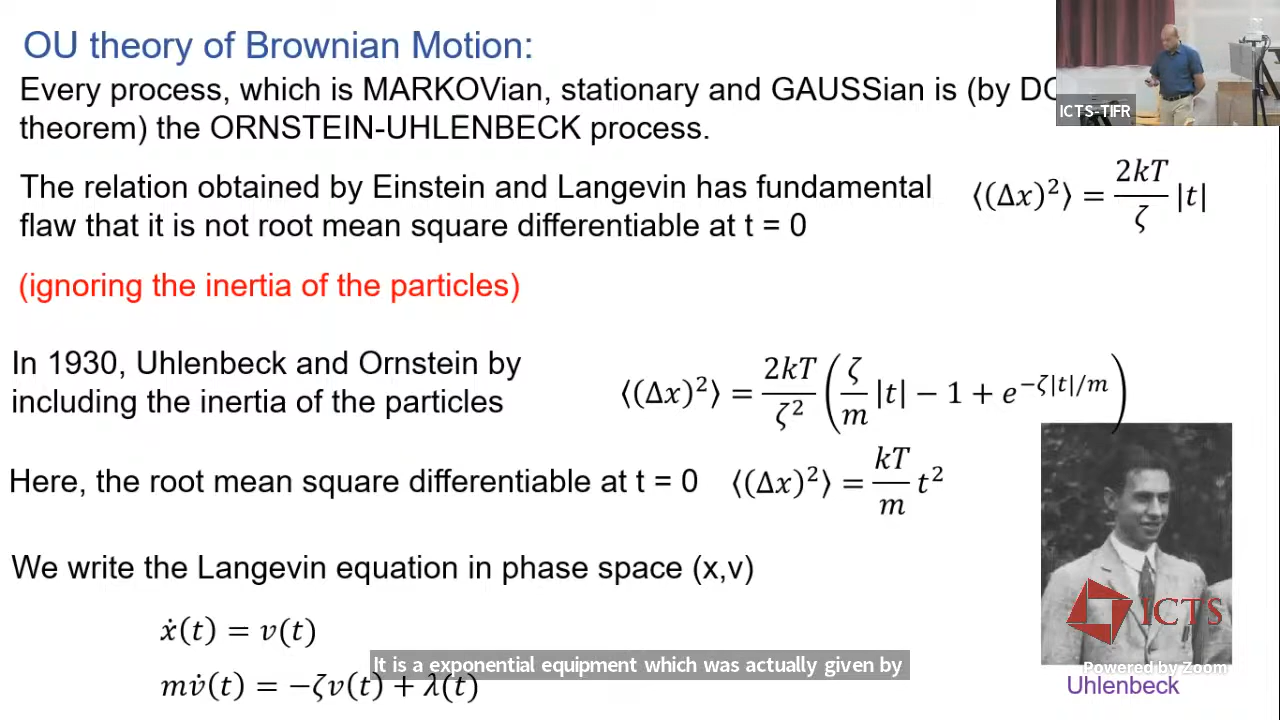 OU theory of Brownian Motion:
Every process, which is MARKOVian, stationary and GAUSSian is (by
theorem) the ORNSTEIN-UHLENBECK process.
ICTS-TIFR
The relation obtained by Einstein and Langevin has fundamental
flaw that it is not root mean square differentiable at t = 0
⟨(Δx)²⟩ = 2kT/ζ |t|
(ignoring the inertia of the particles)
In 1930, Uhlenbeck and Ornstein by
including the inertia of the particles
⟨(Δx)²⟩ = 2kT/ζ² (ζ/m |t| − 1 + e^{−ζ|t|/m})
Here, the root mean square differentiable at t = 0 ⟨(Δx)²⟩ = kT/m t²
We write the Langevin equation in phase space (x,v)
ẋ(t) = v(t)
mv̇(t) = −ζv(t) + λ(t)
It is a exponential equipment which was actually given by
ICTS
Powered by Zoom
Uhlenbeck